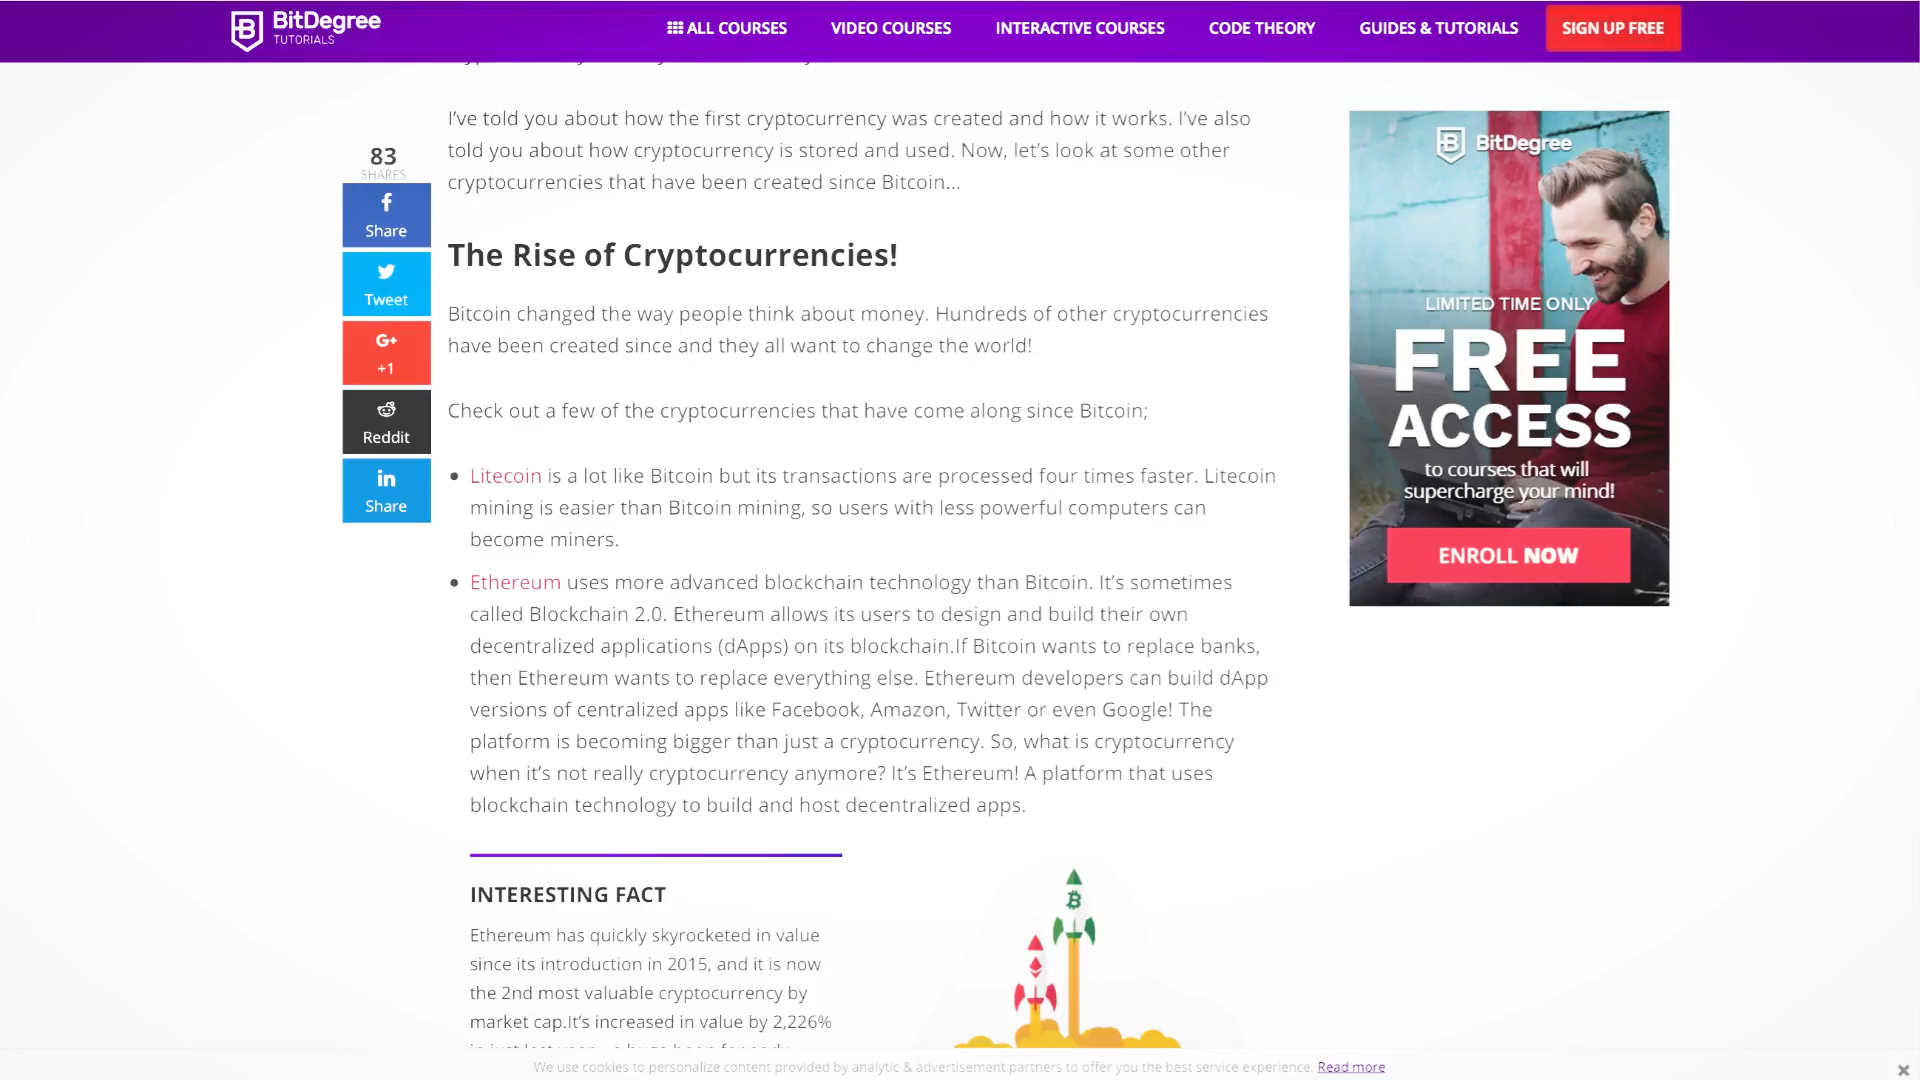 BitDegree
TUTORIALS
ALL COURSES
VIDEO COURSES
INTERACTIVE COURSES
CODE THEORY
GUIDES & TUTORIALS
SIGN UP FREE
I've told you about how the first cryptocurrency was created and how it works. I've also
told you about how cryptocurrency is stored and used. Now, let's look at some other
cryptocurrencies that have been created since Bitcoin...
83
SHARES
Share
Tweet
G+
+1
Reddit
in
Share
The Rise of Cryptocurrencies!
Bitcoin changed the way people think about money. Hundreds of other cryptocurrencies
have been created since and they all want to change the world!
Check out a few of the cryptocurrencies that have come along since Bitcoin;
Litecoin is a lot like Bitcoin but its transactions are processed four times faster. Litecoin
mining is easier than Bitcoin mining, so users with less powerful computers can
become miners.
Ethereum uses more advanced blockchain technology than Bitcoin. It's sometimes
called Blockchain 2.0. Ethereum allows its users to design and build their own
decentralized applications (dApps) on its blockchain.If Bitcoin wants to replace banks,
then Ethereum wants to replace everything else. Ethereum developers can build dApp
versions of centralized apps like Facebook, Amazon, Twitter or even Google! The
platform is becoming bigger than just a cryptocurrency. So, what is cryptocurrency
when it's not really cryptocurrency anymore? It's Ethereum! A platform that uses
blockchain technology to build and host decentralized apps.
INTERESTING FACT
Ethereum has quickly skyrocketed in value
since its introduction in 2015, and it is now
the 2nd most valuable cryptocurrency by
market cap.It's increased in value by 2,226%
BitDegree
LIMITED TIME ONLY
FREE
ACCESS
to courses that will
supercharge your mind!
ENROLL NOW
We use cookies to personalize content provided by analytic & advertisement partners to offer you the best service experience. Read more